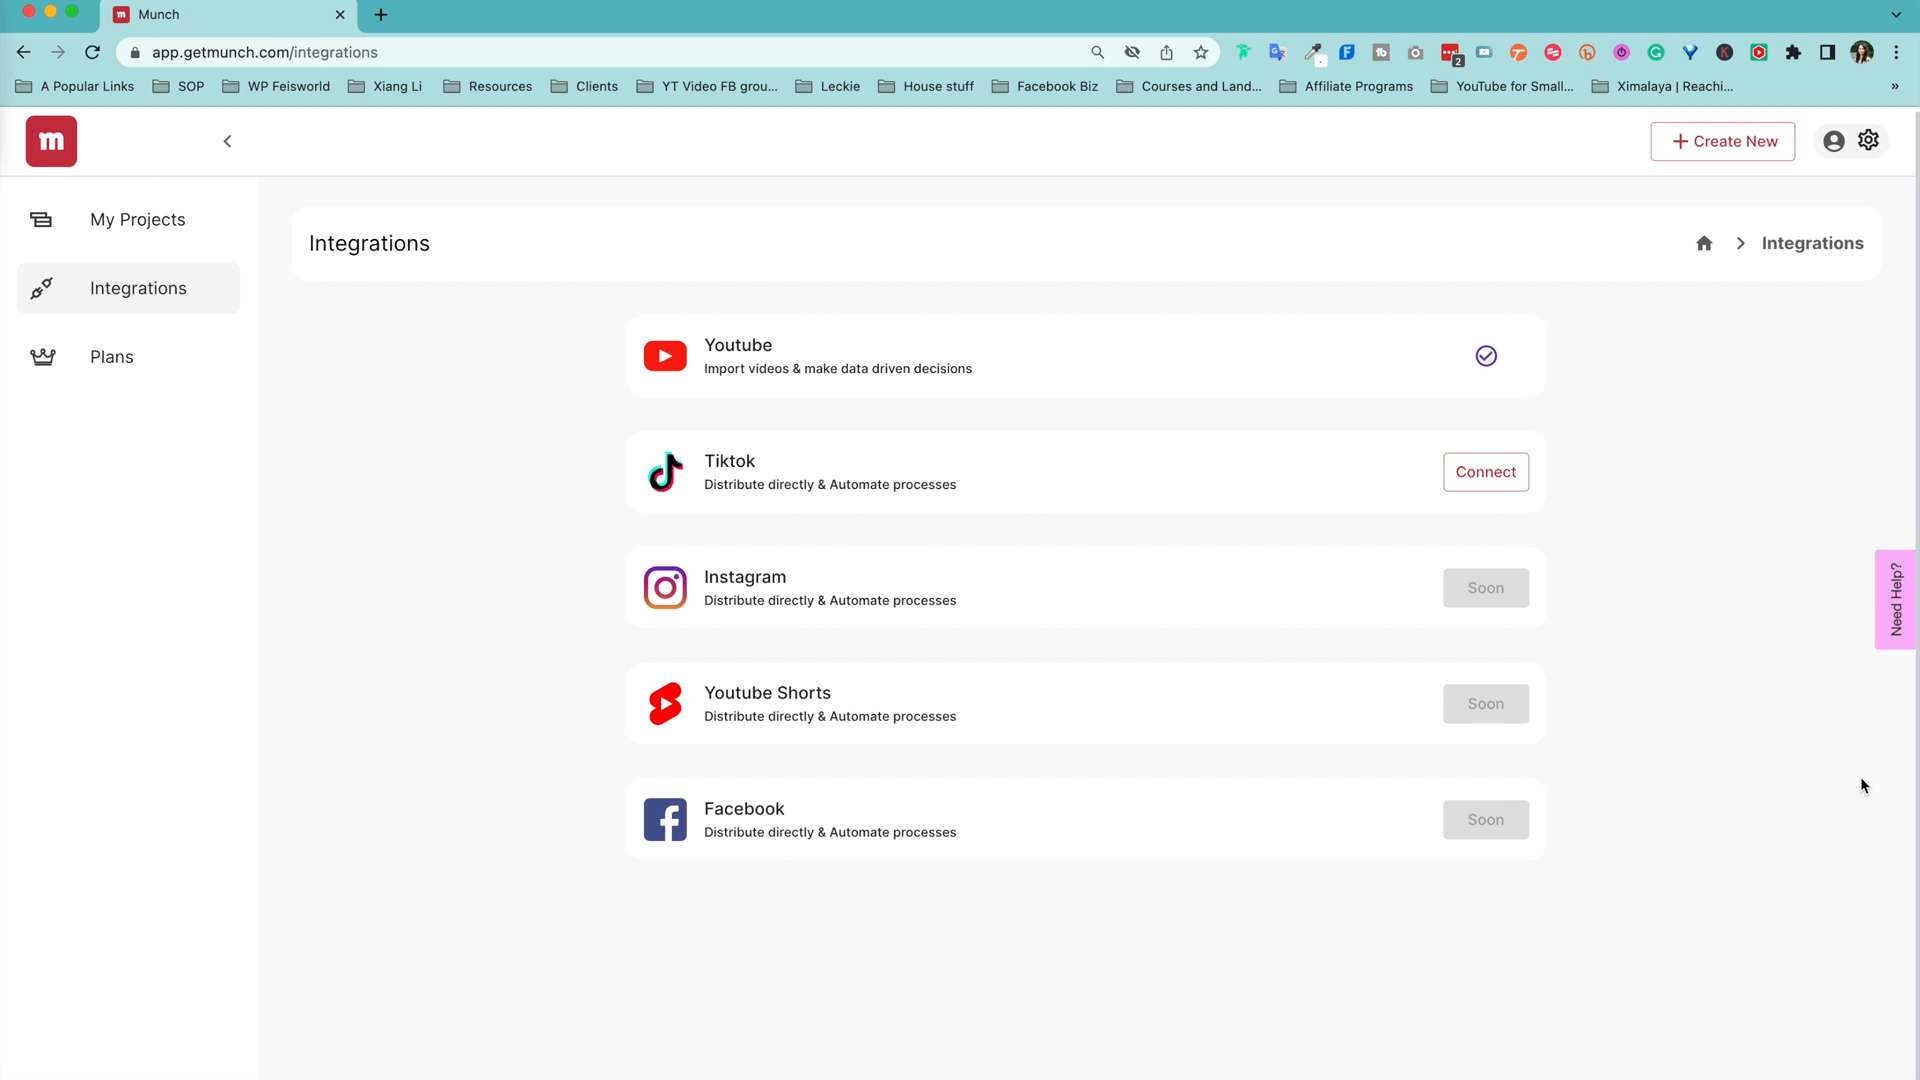 Munch
app.getmunch.com/integrations
2
A Popular Links
SOP
WP Feisworld
Xiang Li
Resources
Clients
YT Video FB grou...
Leckie
House stuff
Facebook Biz
Courses and Land...
Affiliate Programs
YouTube for Small...
Ximalaya | Reachi...
»
m
+ Create New
My Projects
Integrations
Plans
Integrations
Integrations
Youtube
Import videos & make data driven decisions
Tiktok
Distribute directly & Automate processes
Connect
Instagram
Distribute directly & Automate processes
Soon
Youtube Shorts
Distribute directly & Automate processes
Soon
Facebook
Distribute directly & Automate processes
Soon
Need Help?